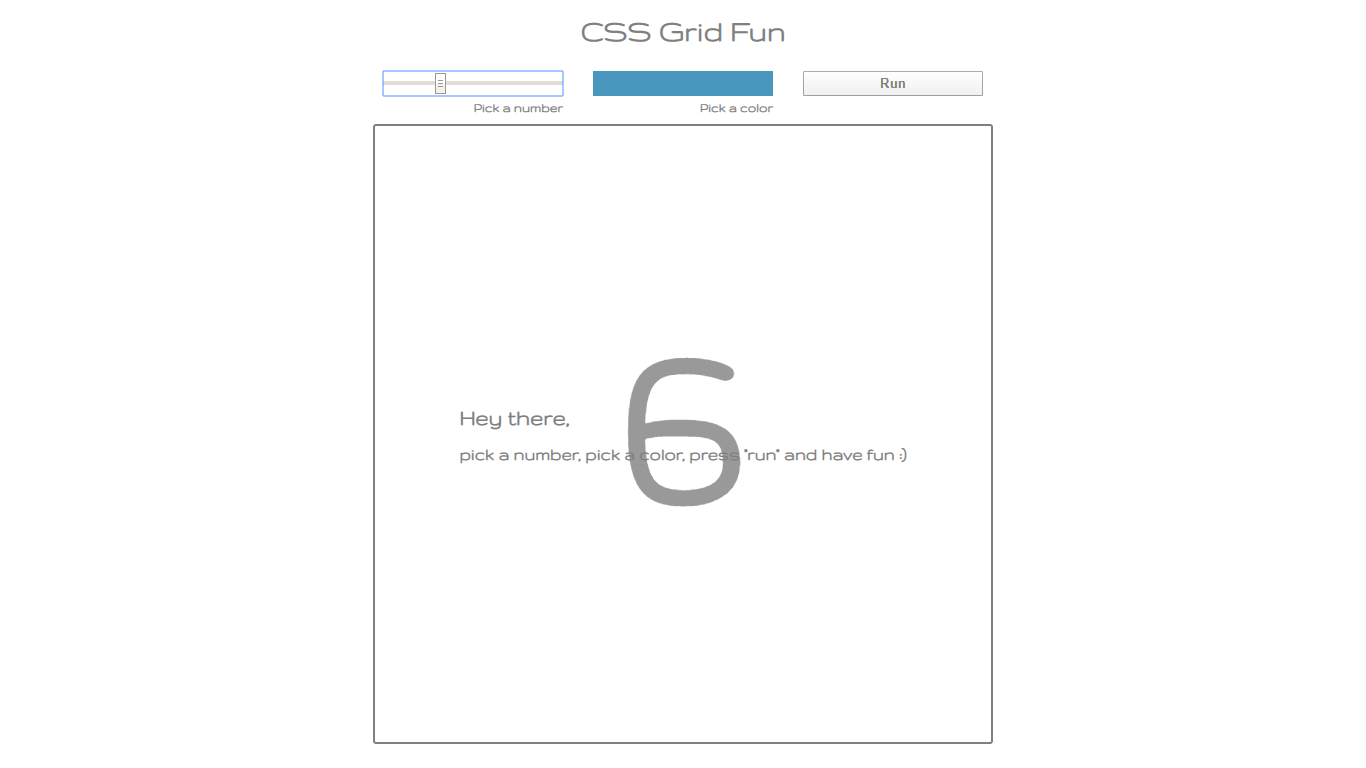 CSS Grid Fun
Run
Pick a number
Pick a color
6
Hey there,
pick a number, pick a color, press "run" and have fun :)